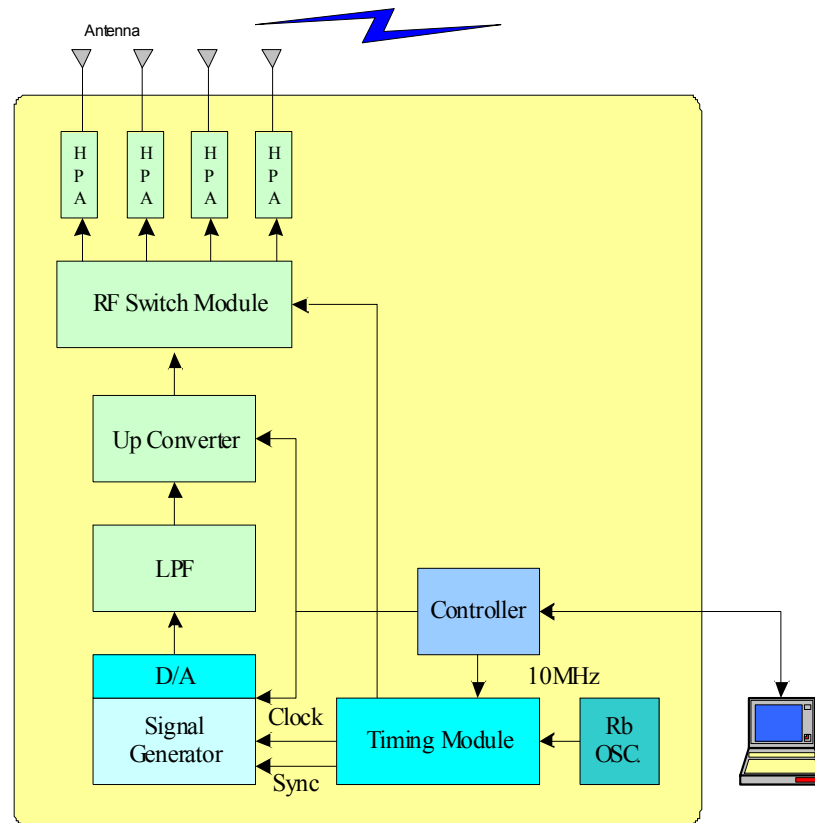 Antenna
H
P
A
H
P
A
H
P
A
H
P
A
RF Switch Module
Up Converter
LPF
Controller
D/A
10MHz
Clock
Signal
Generator
Timing Module
Rb
OSC.
Sync